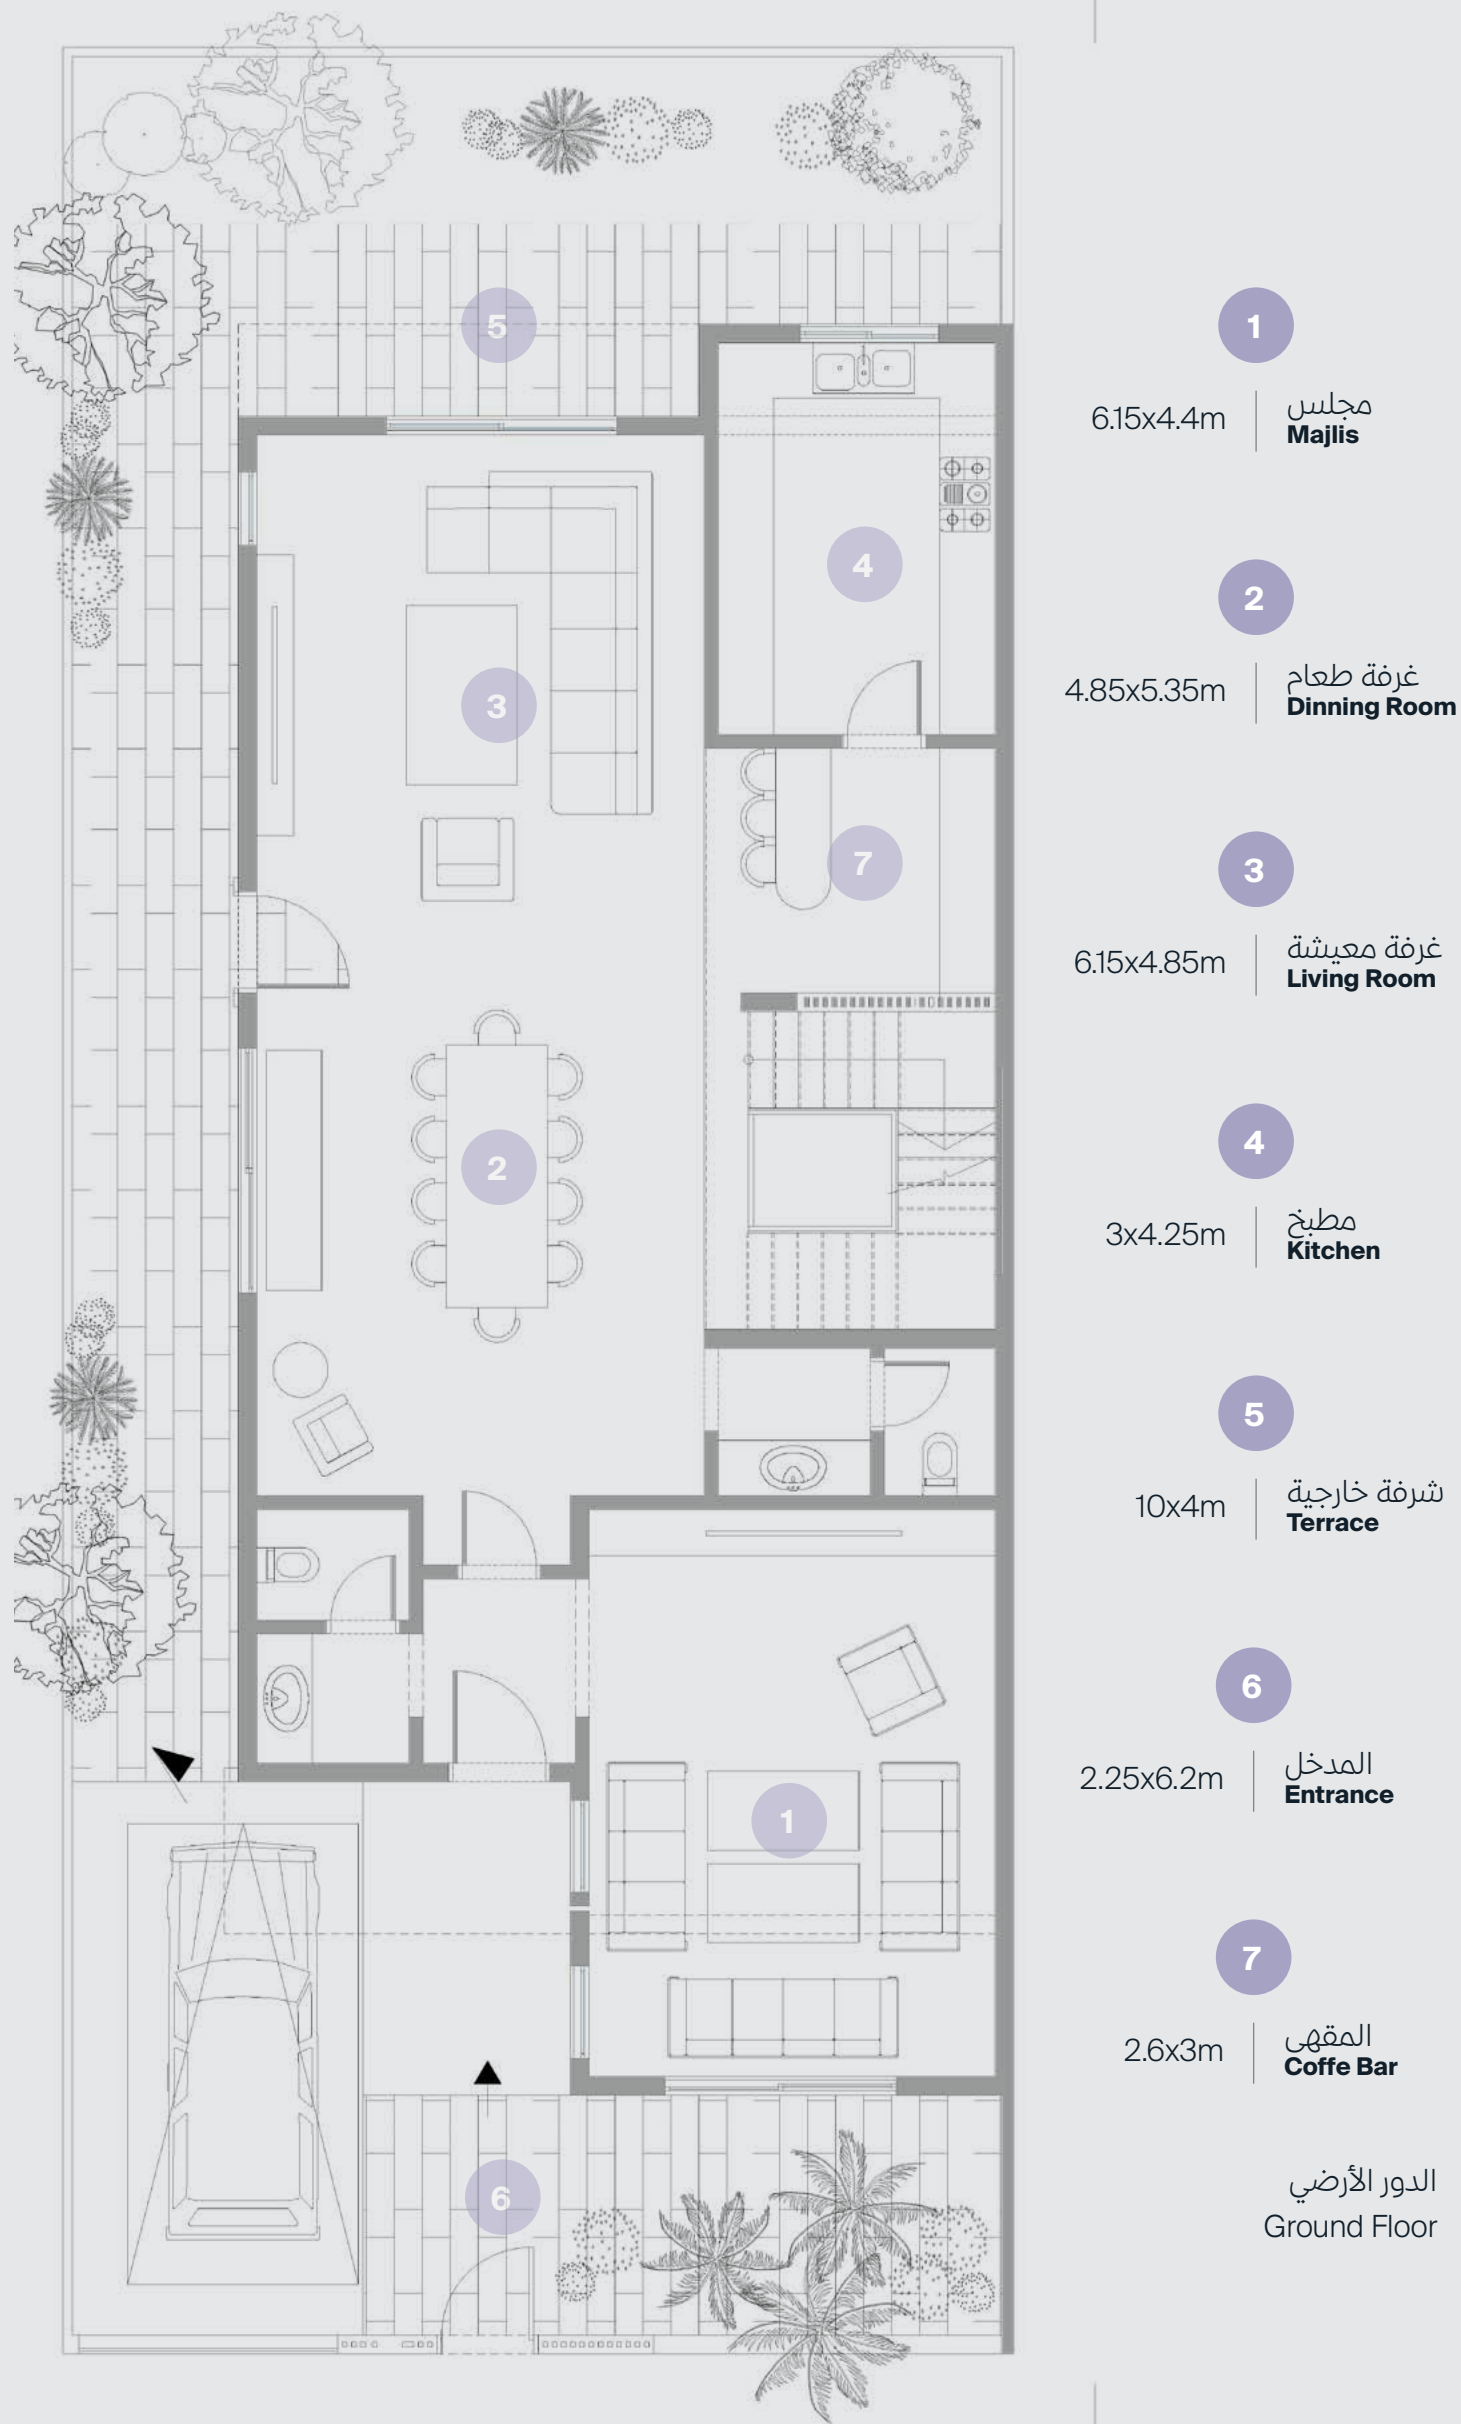 5
4
3
7
2
1
6
1
6.15x4.4m
مجلس
Majlis
2
4.85x5.35m
غرفة طعام
Dinning Room
3
6.15x4.85m
غرفة معيشة
Living Room
4
3x4.25m
مطبخ
Kitchen
5
10x4m
شرفة خارجية
Terrace
6
2.25x6.2m
المدخل
Entrance
7
2.6x3m
المقهى
Coffe Bar
الدور الأرضي
Ground Floor